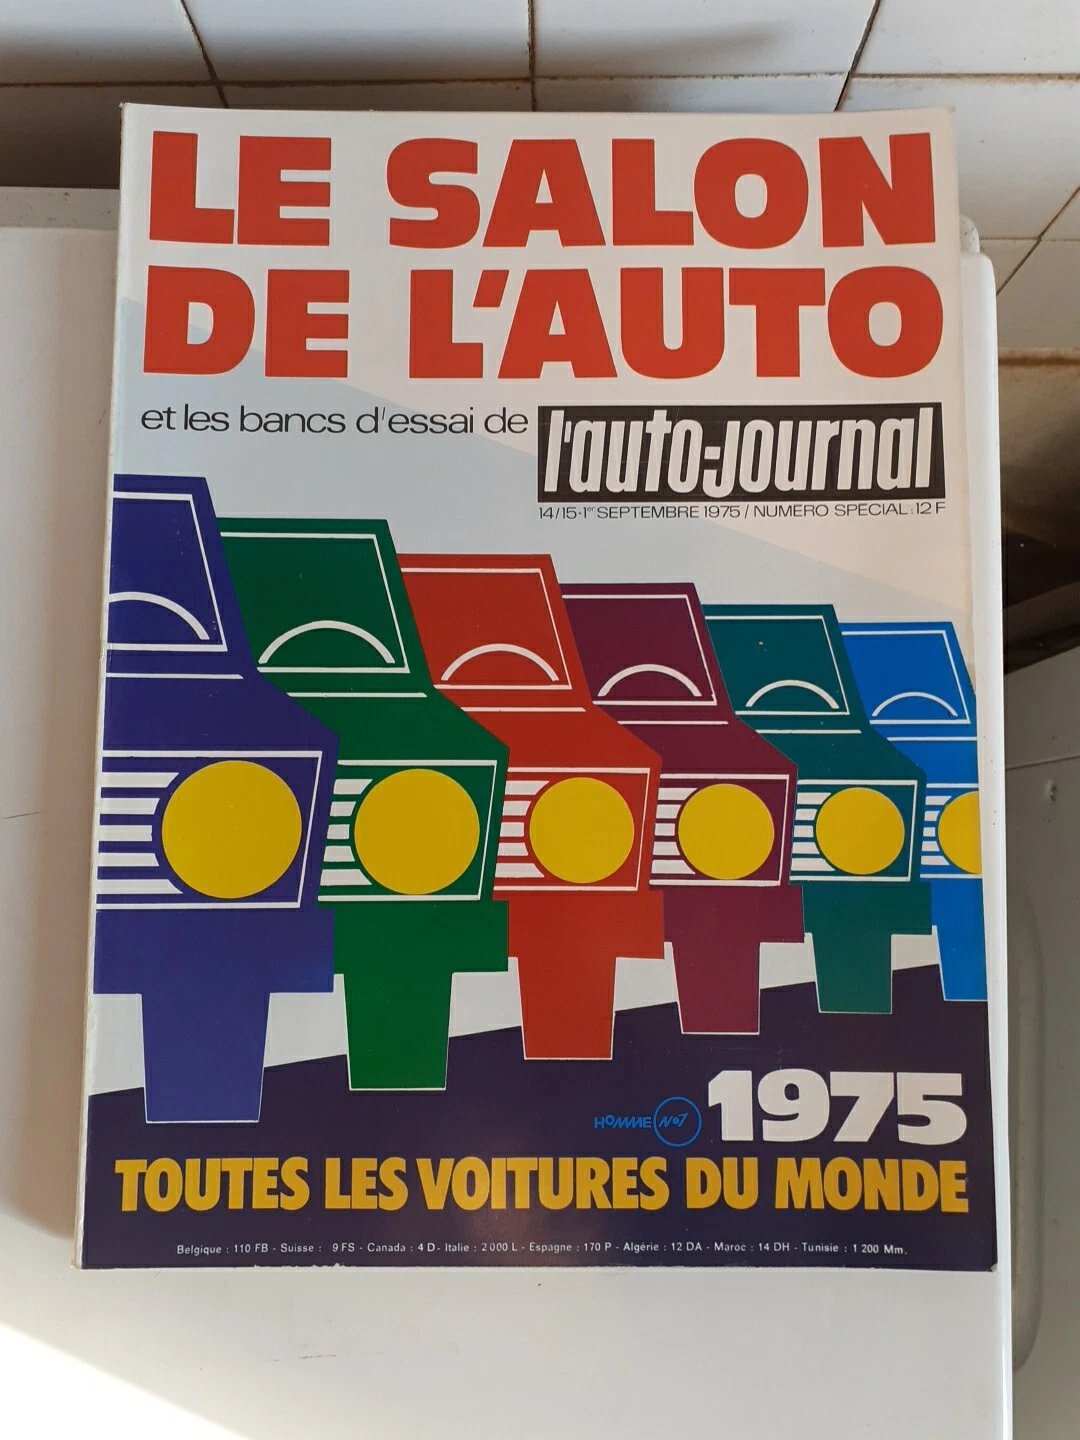 LE SALON
DE L'AUTO
et les bancs d'essai de l'auto-journal
14/15-1er SEPTEMBRE 1975 / NUMERO SPECIAL : 12 F
HOMME N°7
1975
TOUTES LES VOITURES DU MONDE
Belgique : 110 FB - Suisse : 9 FS - Canada : 4 D - Italie : 2 000 L - Espagne : 170 P - Algérie : 12 DA - Maroc : 14 DH - Tunisie : 1 200 Mm.